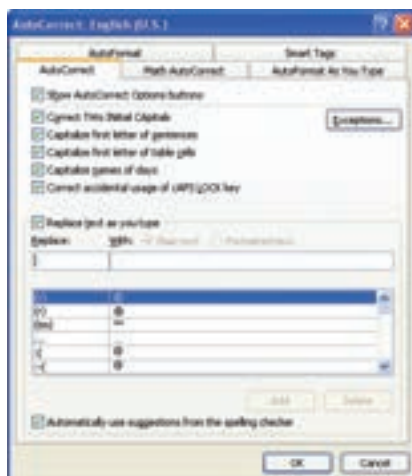 AutoCorrect: English (U.S.)
AutoFormat Smart Tags
AutoCorrect Math AutoCorrect AutoFormat As You Type
Show AutoCorrect Options buttons
Correct TWo INitial CApitals
Exceptions...
Capitalize first letter of sentences
Capitalize first letter of table cells
Capitalize names of days
Correct accidental usage of cAPS LOCK key
Replace text as you type
Replace: With: Plain text Formatted text
(r) ®
(tm) ™
Add Delete
Automatically use suggestions from the spelling checker
OK Cancel